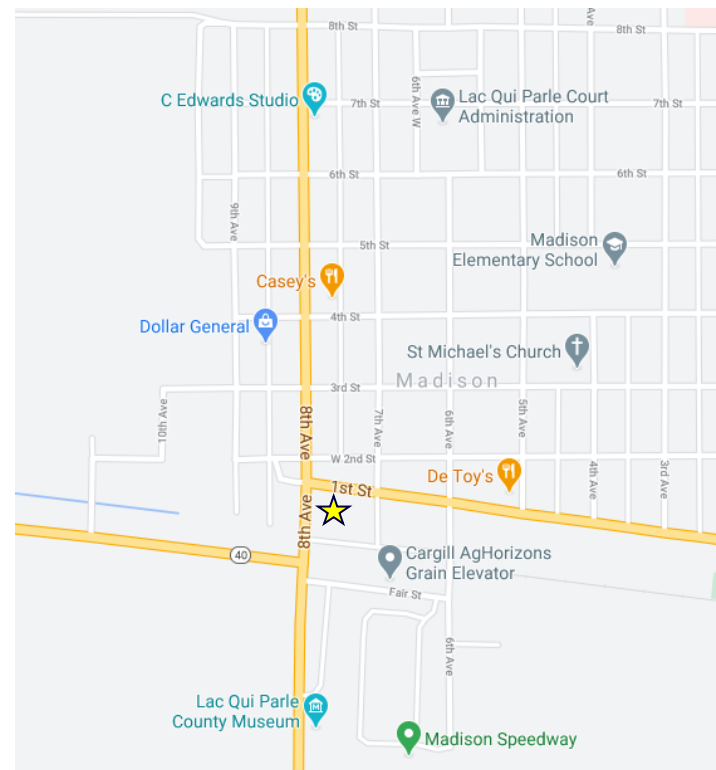 8th St
Ave
8th St
C Edwards Studio
7th St
6th Ave W
Lac Qui Parle Court
Administration
7th St
6th St
6th St
9th Ave
5th St
Madison
Elementary School
Casey's
4th St
Dollar General
St Michael's Church
3rd St
Madison
10th Ave
8th Ave
7th Ave
6th Ave
5th Ave
W 2nd St
De Toy's
4th Ave
3rd Ave
1st St
8th Ave
40
Cargill AgHorizons
Grain Elevator
Fair St
6th Ave
Lac Qui Parle
County Museum
Madison Speedway